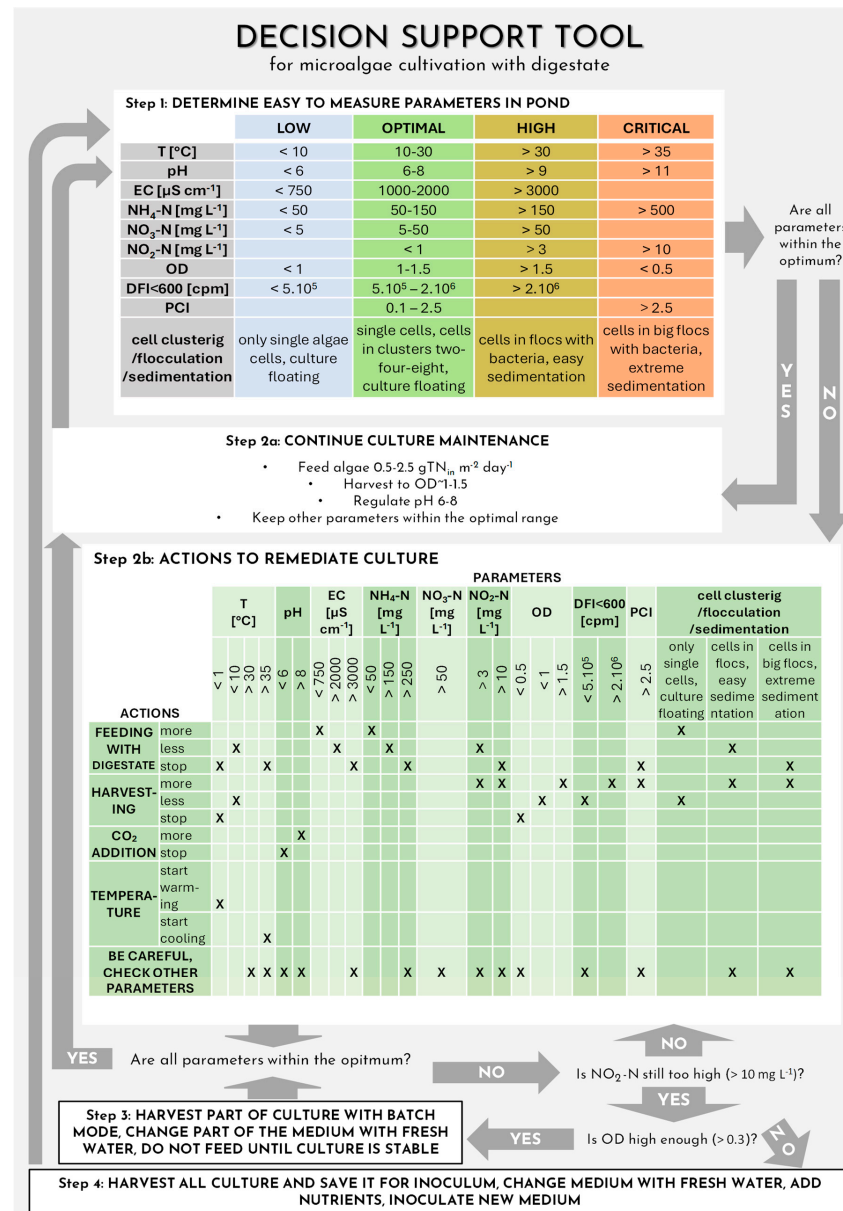 DECISION SUPPORT TOOL
for microalgae cultivation with digestate
Step 1: DETERMINE EASY TO MEASURE PARAMETERS IN POND
LOW OPTIMAL HIGH CRITICAL
T [°C] < 10 10-30 > 30 > 35
pH < 6 6-8 > 9 > 11
EC [µS cm⁻¹] < 750 1000-2000 > 3000
NH₄-N [mg L⁻¹] < 50 50-150 > 150 > 500
NO₃-N [mg L⁻¹] < 5 5-50 > 50
NO₂-N [mg L⁻¹] < 1 > 3 > 10
OD < 1 1-1.5 > 1.5 < 0.5
DFI<600 [cpm] < 5.10⁵ 5.10⁵ – 2.10⁶ > 2.10⁶
PCI 0.1 – 2.5 > 2.5
cell clusterig
/flocculation
/sedimentation
only single algae
cells, culture
floating
single cells, cells
in clusters two-
four-eight,
culture floating
cells in flocs with
bacteria, easy
sedimentation
cells in big flocs
with bacteria,
extreme
sedimentation
Are all
parameters
within the
optimum?
YES
NO
Step 2a: CONTINUE CULTURE MAINTENANCE
• Feed algae 0.5-2.5 gTNᵢₙ m⁻² day⁻¹
• Harvest to OD~1-1.5
• Regulate pH 6-8
• Keep other parameters within the optimal range
Step 2b: ACTIONS TO REMEDIATE CULTURE
PARAMETERS
T
[°C]
pH
EC
[µS
cm⁻¹]
NH₄-N
[mg
L⁻¹]
NO₃-N
[mg
L⁻¹]
NO₂-N
[mg
L⁻¹]
OD
DFI<600
[cpm]
PCI
cell clusterig
/flocculation
/sedimentation
< 1
< 10
> 30
> 35
< 6
> 8
< 750
> 2000
> 3000
< 50
> 150
> 250
> 50
> 3
> 10
< 0.5
< 1
> 1.5
< 5.10⁵
> 2.10⁶
> 2.5
only
single
cells,
culture
floating
cells in
flocs,
easy
sedime
ntation
cells in
big flocs,
extreme
sediment
ation
ACTIONS
FEEDING
WITH
DIGESTATE
more X X X
less X X X X X
stop X X X X X X X
HARVEST-
ING
more X X X X X X X
less X X X X
stop X X
CO₂
ADDITION
more X
stop X
TEMPERA-
TURE
start
warm-
ing X
start
cooling X
BE CAREFUL,
CHECK OTHER
PARAMETERS
X X X X X X X X X X X X X X
YES
Are all parameters within the opitmum?
NO
NO
Is NO₂-N still too high (> 10 mg L⁻¹)?
YES
Is OD high enough (> 0.3)?
YES
NO
Step 3: HARVEST PART OF CULTURE WITH BATCH
MODE, CHANGE PART OF THE MEDIUM WITH FRESH
WATER, DO NOT FEED UNTIL CULTURE IS STABLE
Step 4: HARVEST ALL CULTURE AND SAVE IT FOR INOCULUM, CHANGE MEDIUM WITH FRESH WATER, ADD
NUTRIENTS, INOCULATE NEW MEDIUM